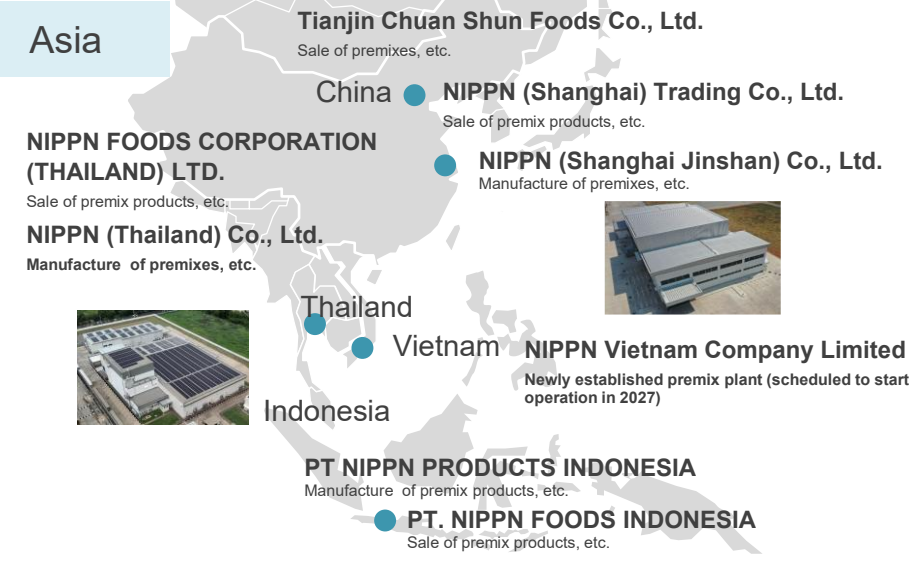 Asia
Tianjin Chuan Shun Foods Co., Ltd.
Sale of premixes, etc.
China
NIPPN (Shanghai) Trading Co., Ltd.
Sale of premix products, etc.
NIPPN FOODS CORPORATION
(THAILAND) LTD.
Sale of premix products, etc.
NIPPN (Shanghai Jinshan) Co., Ltd.
Manufacture of premixes, etc.
NIPPN (Thailand) Co., Ltd.
Manufacture of premixes, etc.
Thailand
Vietnam
NIPPN Vietnam Company Limited
Newly established premix plant (scheduled to start
operation in 2027)
Indonesia
PT NIPPN PRODUCTS INDONESIA
Manufacture of premix products, etc.
PT. NIPPN FOODS INDONESIA
Sale of premix products, etc.